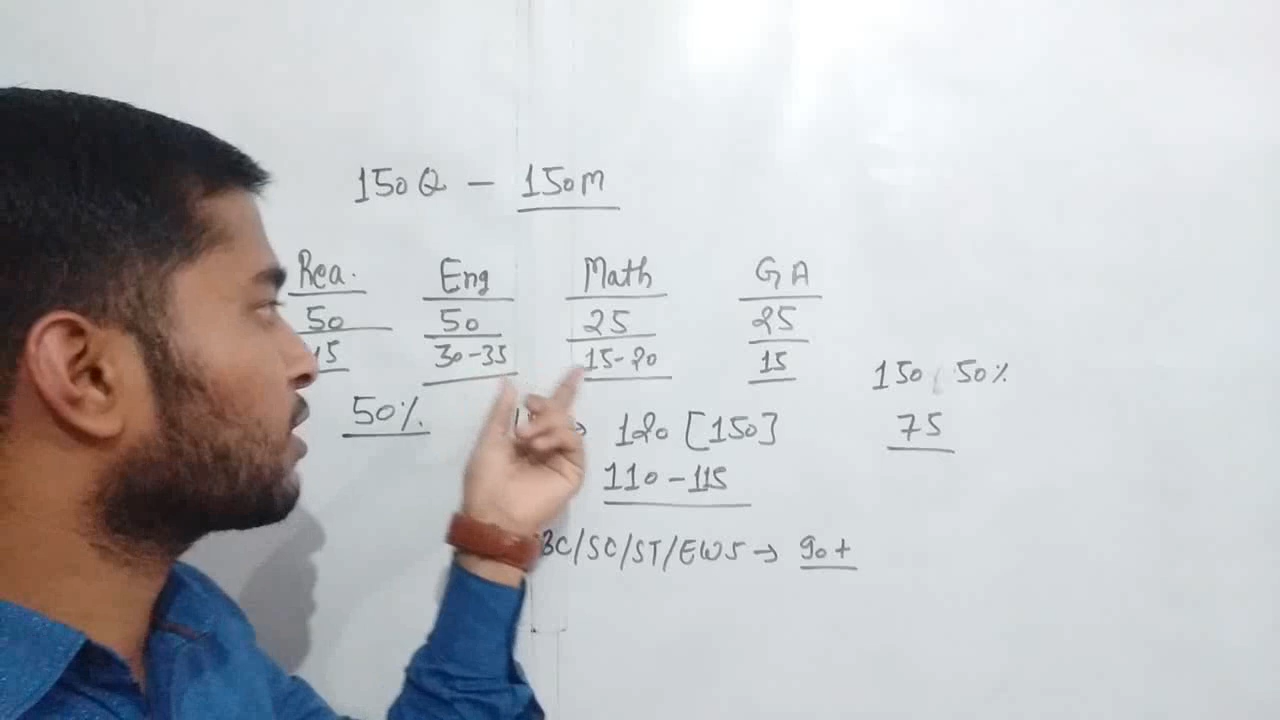 150Q - 150M
Rea. Eng Math GA
50 50 25 25
15 30-35 15-20 15
150 50%
50% → 120 [150] 75
110-115
BC/SC/ST/EWS → 90+